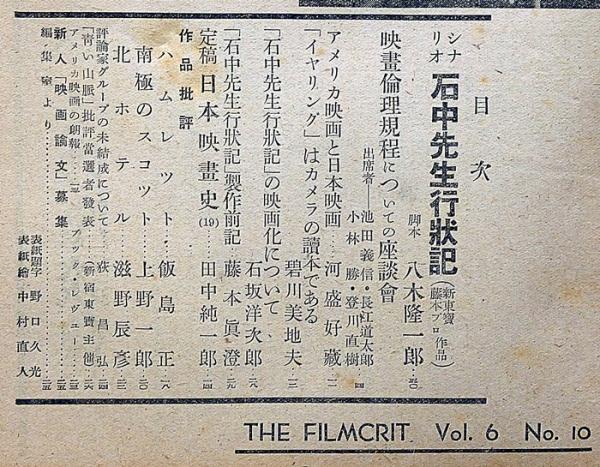 目次
シナリオ 石中先生行狀記(新東寶 藤本プロ作品)
脚本 八木隆一郎…
映畫倫理規程についての座談會
出席者──池田義信・長江道太郎
小林勝・登川直樹…
アメリカ映画と日本映画…河盛好藏…
「イヤリング」はカメラの讀本である
碧川美地夫…
「石中先生行狀記」の映画化について
石坂洋次郎…
「石中先生行狀記」製作前記 藤本眞澄…
定稿日本映畫史(19)…田中純一郎…
作品批評
ハムレツト…飯島正…
南極のスコツト…上野一郎…
北ホテル…滋野辰彦…
評論家グループの未結成について…荻昌弘…
「靑い山脈」批評當選者發表…(新宿東寶主催)…
アメリカ映画の朗報… ブツク・レヴユー…
新人「映画論文」募集…
編集室より…
表紙題字 野口久光
表紙繪 中村直人
THE FILMCRIT Vol. 6 No. 10